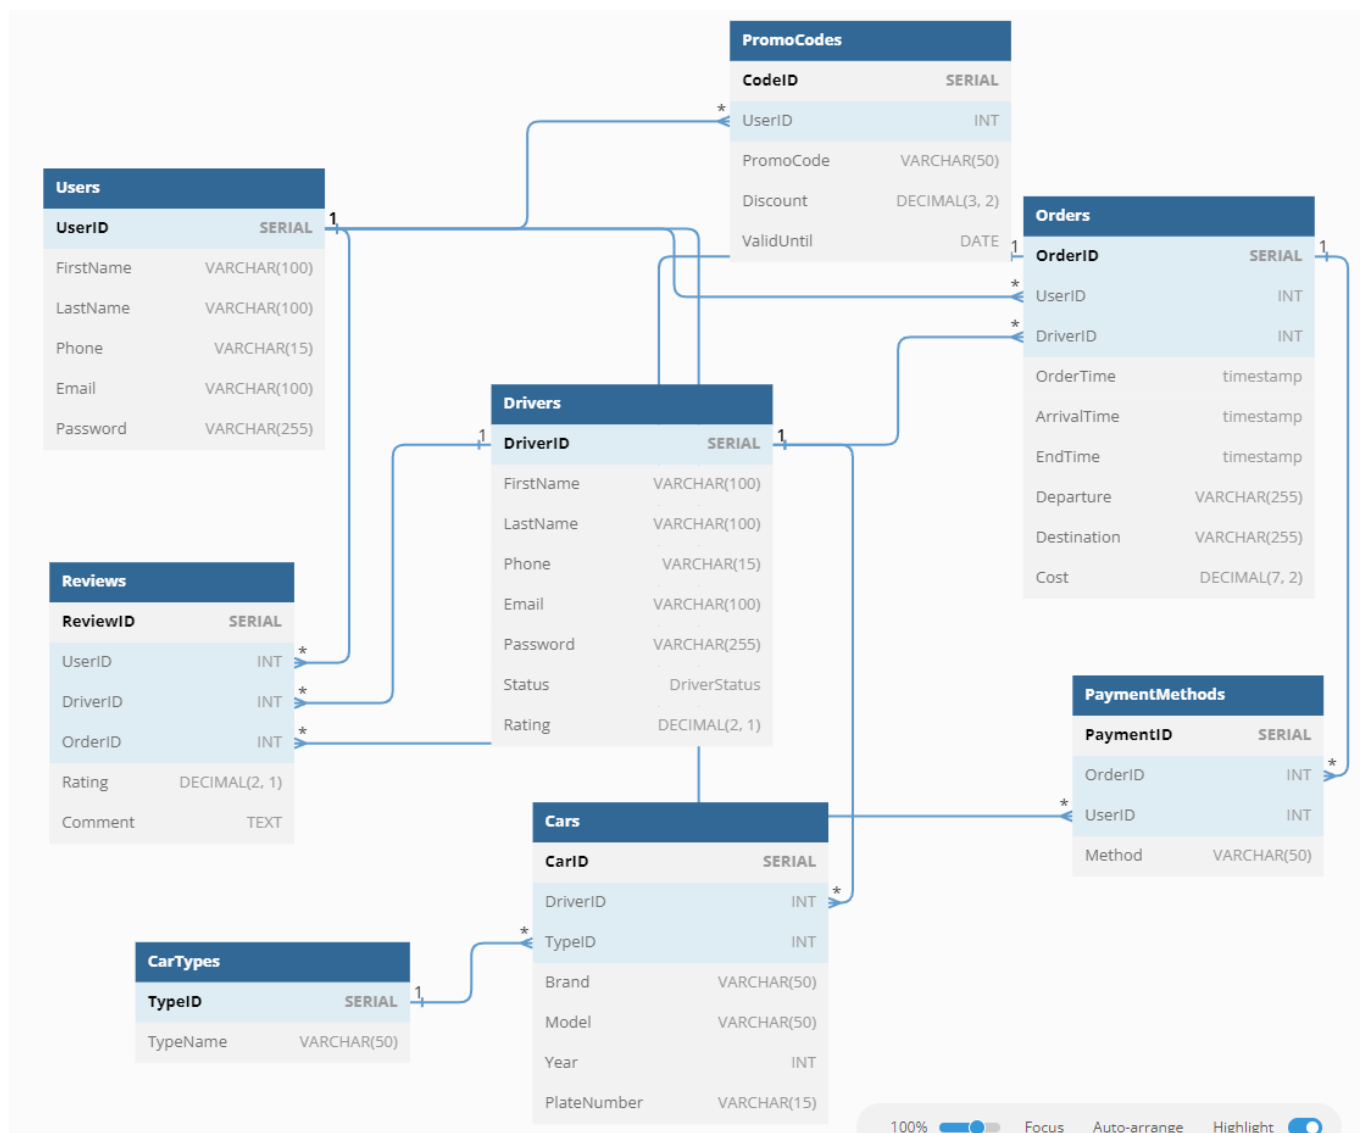 PromoCodes
CodeID SERIAL
* UserID INT
PromoCode VARCHAR(50)
Discount DECIMAL(3, 2)
ValidUntil DATE
Users
UserID SERIAL 1
FirstName VARCHAR(100)
LastName VARCHAR(100)
Phone VARCHAR(15)
Email VARCHAR(100)
Password VARCHAR(255)
Orders
1 OrderID SERIAL 1
* UserID INT
* DriverID INT
OrderTime timestamp
ArrivalTime timestamp
EndTime timestamp
Departure VARCHAR(255)
Destination VARCHAR(255)
Cost DECIMAL(7, 2)
Drivers
1 DriverID SERIAL 1
FirstName VARCHAR(100)
LastName VARCHAR(100)
Phone VARCHAR(15)
Email VARCHAR(100)
Password VARCHAR(255)
Status DriverStatus
Rating DECIMAL(2, 1)
Reviews
ReviewID SERIAL
UserID INT *
DriverID INT *
OrderID INT *
Rating DECIMAL(2, 1)
Comment TEXT
PaymentMethods
PaymentID SERIAL
OrderID INT *
* UserID INT
Method VARCHAR(50)
Cars
CarID SERIAL
DriverID INT *
* TypeID INT
Brand VARCHAR(50)
Model VARCHAR(50)
Year INT
PlateNumber VARCHAR(15)
CarTypes
TypeID SERIAL 1
TypeName VARCHAR(50)
100% Focus Auto-arrange Highlight